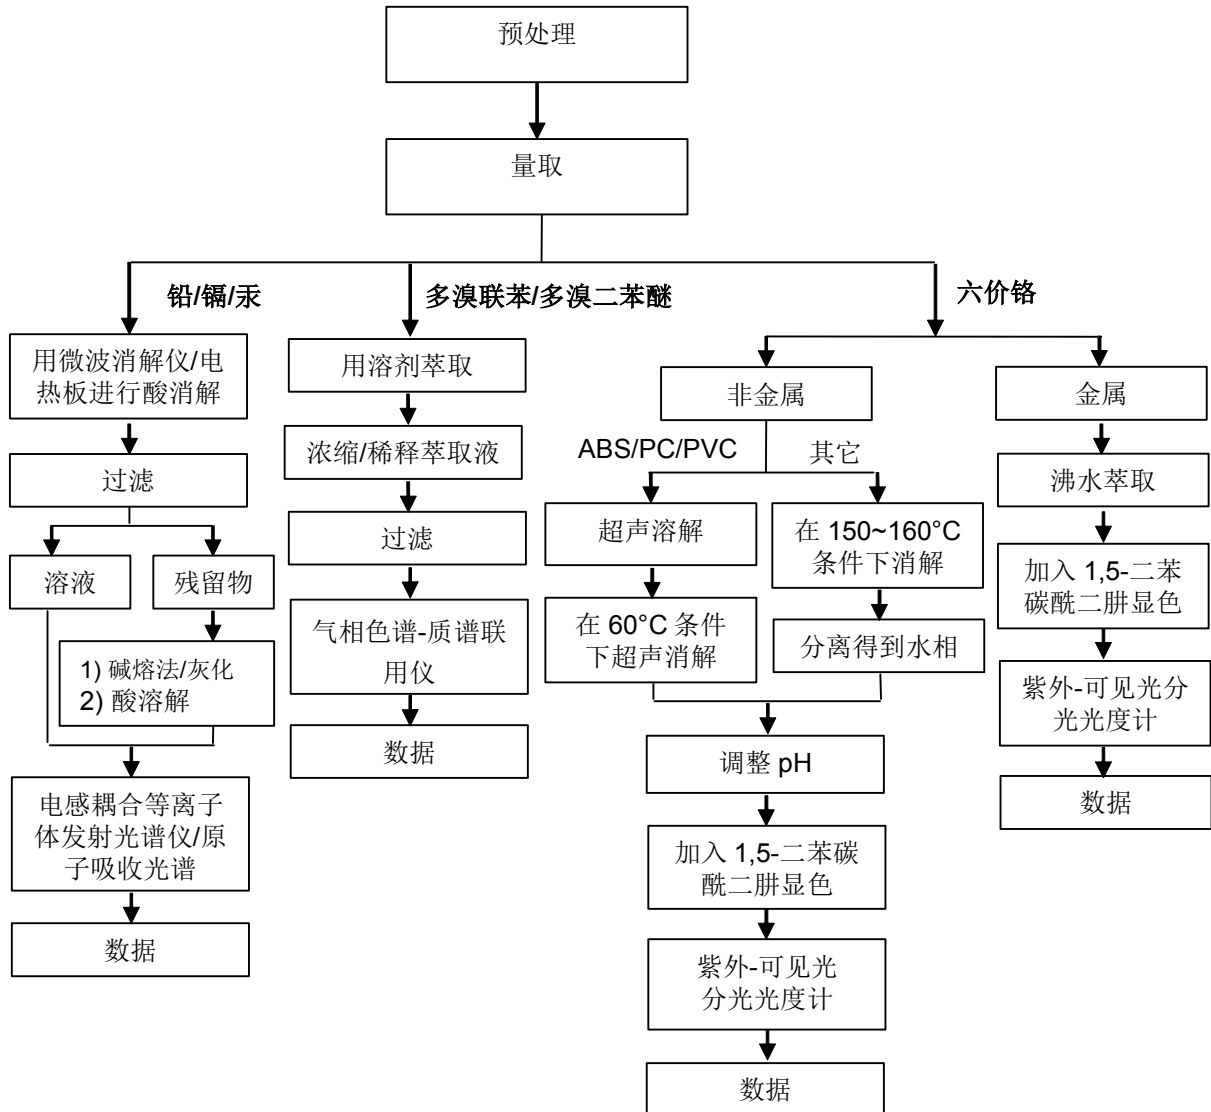 预处理
量取
铅/镉/汞
多溴联苯/多溴二苯醚
六价铬
用微波消解仪/电
热板进行酸消解
过滤
溶液
残留物
1) 碱熔法/灰化
2) 酸溶解
电感耦合等离子
体发射光谱仪/原
子吸收光谱
数据
用溶剂萃取
浓缩/稀释萃取液
过滤
气相色谱-质谱联
用仪
数据
非金属
ABS/PC/PVC
其它
超声溶解
在 60°C 条件
下超声消解
在 150~160°C
条件下消解
分离得到水相
调整 pH
加入 1,5-二苯碳
酰二肼显色
紫外-可见光
分光光度计
数据
金属
沸水萃取
加入 1,5-二苯
碳酰二肼显色
紫外-可见光分
光光度计
数据